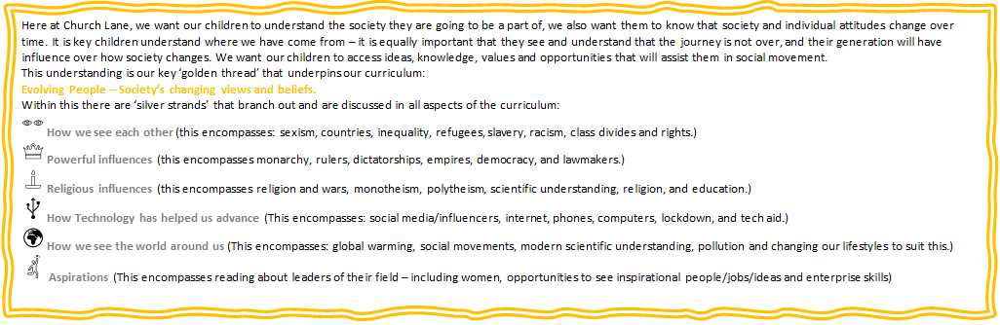 Here at Church Lane, we want our children to understand the society they are going to be a part of, we also want them to know that society and individual attitudes change over
time. It is key children understand where we have come from – it is equally important that they see and understand that the journey is not over, and their generation will have
influence over how society changes. We want our children to access ideas, knowledge, values and opportunities that will assist them in social movement.
This understanding is our key ‘golden thread’ that underpins our curriculum:
Evolving People – Society’s changing views and beliefs.
Within this there are ‘silver strands’ that branch out and are discussed in all aspects of the curriculum:
How we see each other (this encompasses: sexism, countries, inequality, refugees, slavery, racism, class divides and rights.)
Powerful influences (this encompasses monarchy, rulers, dictatorships, empires, democracy, and lawmakers.)
Religious influences (this encompasses religion and wars, monotheism, polytheism, scientific understanding, religion, and education.)
How Technology has helped us advance (This encompasses: social media/influencers, internet, phones, computers, lockdown, and tech aid.)
How we see the world around us (This encompasses: global warming, social movements, modern scientific understanding, pollution and changing our lifestyles to suit this.)
Aspirations (This encompasses reading about leaders of their field – including women, opportunities to see inspirational people/jobs/ideas and enterprise skills)